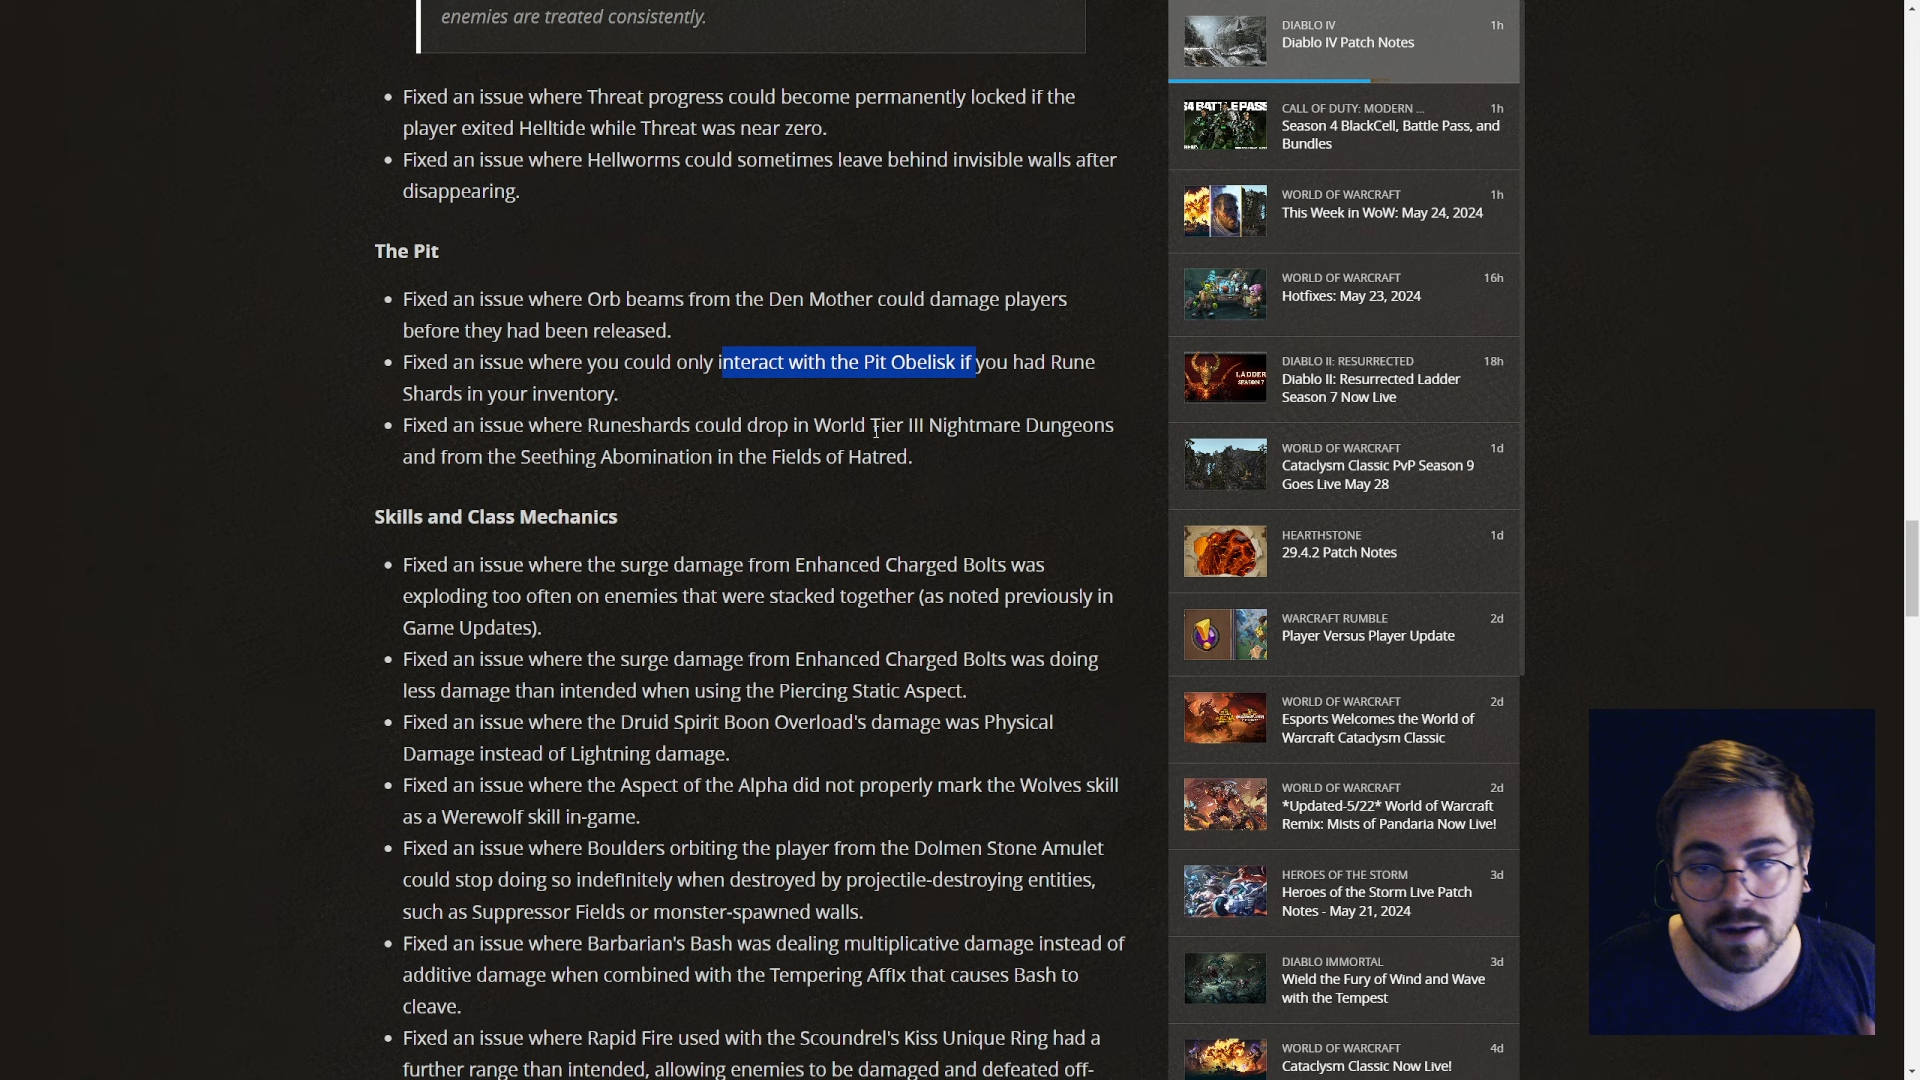 enemies are treated consistently.
Fixed an issue where Threat progress could become permanently locked if the
player exited Helltide while Threat was near zero.
Fixed an issue where Hellworms could sometimes leave behind invisible walls after
disappearing.
The Pit
Fixed an issue where Orb beams from the Den Mother could damage players
before they had been released.
Fixed an issue where you could only interact with the Pit Obelisk if you had Rune
Shards in your inventory.
Fixed an issue where Runeshards could drop in World Tier III Nightmare Dungeons
and from the Seething Abomination in the Fields of Hatred.
Skills and Class Mechanics
Fixed an issue where the surge damage from Enhanced Charged Bolts was
exploding too often on enemies that were stacked together (as noted previously in
Game Updates).
Fixed an issue where the surge damage from Enhanced Charged Bolts was doing
less damage than intended when using the Piercing Static Aspect.
Fixed an issue where the Druid Spirit Boon Overload's damage was Physical
Damage instead of Lightning damage.
Fixed an issue where the Aspect of the Alpha did not properly mark the Wolves skill
as a Werewolf skill in-game.
Fixed an issue where Boulders orbiting the player from the Dolmen Stone Amulet
could stop doing so indefinitely when destroyed by projectile-destroying entities,
such as Suppressor Fields or monster-spawned walls.
Fixed an issue where Barbarian's Bash was dealing multiplicative damage instead of
additive damage when combined with the Tempering Affix that causes Bash to
cleave.
Fixed an issue where Rapid Fire used with the Scoundrel's Kiss Unique Ring had a
further range than intended, allowing enemies to be damaged and defeated off-
DIABLO IV 1h
Diablo IV Patch Notes
S4 BATTLE PASS
CALL OF DUTY: MODERN ... 1h
Season 4 BlackCell, Battle Pass, and
Bundles
WORLD OF WARCRAFT 1h
This Week in WoW: May 24, 2024
WORLD OF WARCRAFT 16h
Hotfixes: May 23, 2024
LADDER
SEASON 7
DIABLO II: RESURRECTED 18h
Diablo II: Resurrected Ladder
Season 7 Now Live
WORLD OF WARCRAFT 1d
Cataclysm Classic PvP Season 9
Goes Live May 28
HEARTHSTONE 1d
29.4.2 Patch Notes
WARCRAFT RUMBLE 2d
Player Versus Player Update
WORLD OF WARCRAFT 2d
Esports Welcomes the World of
Warcraft Cataclysm Classic
WORLD OF WARCRAFT 2d
*Updated-5/22* World of Warcraft
Remix: Mists of Pandaria Now Live!
HEROES OF THE STORM 3d
Heroes of the Storm Live Patch
Notes - May 21, 2024
DIABLO IMMORTAL 3d
Wield the Fury of Wind and Wave
with the Tempest
WORLD OF WARCRAFT 4d
Cataclysm Classic Now Live!